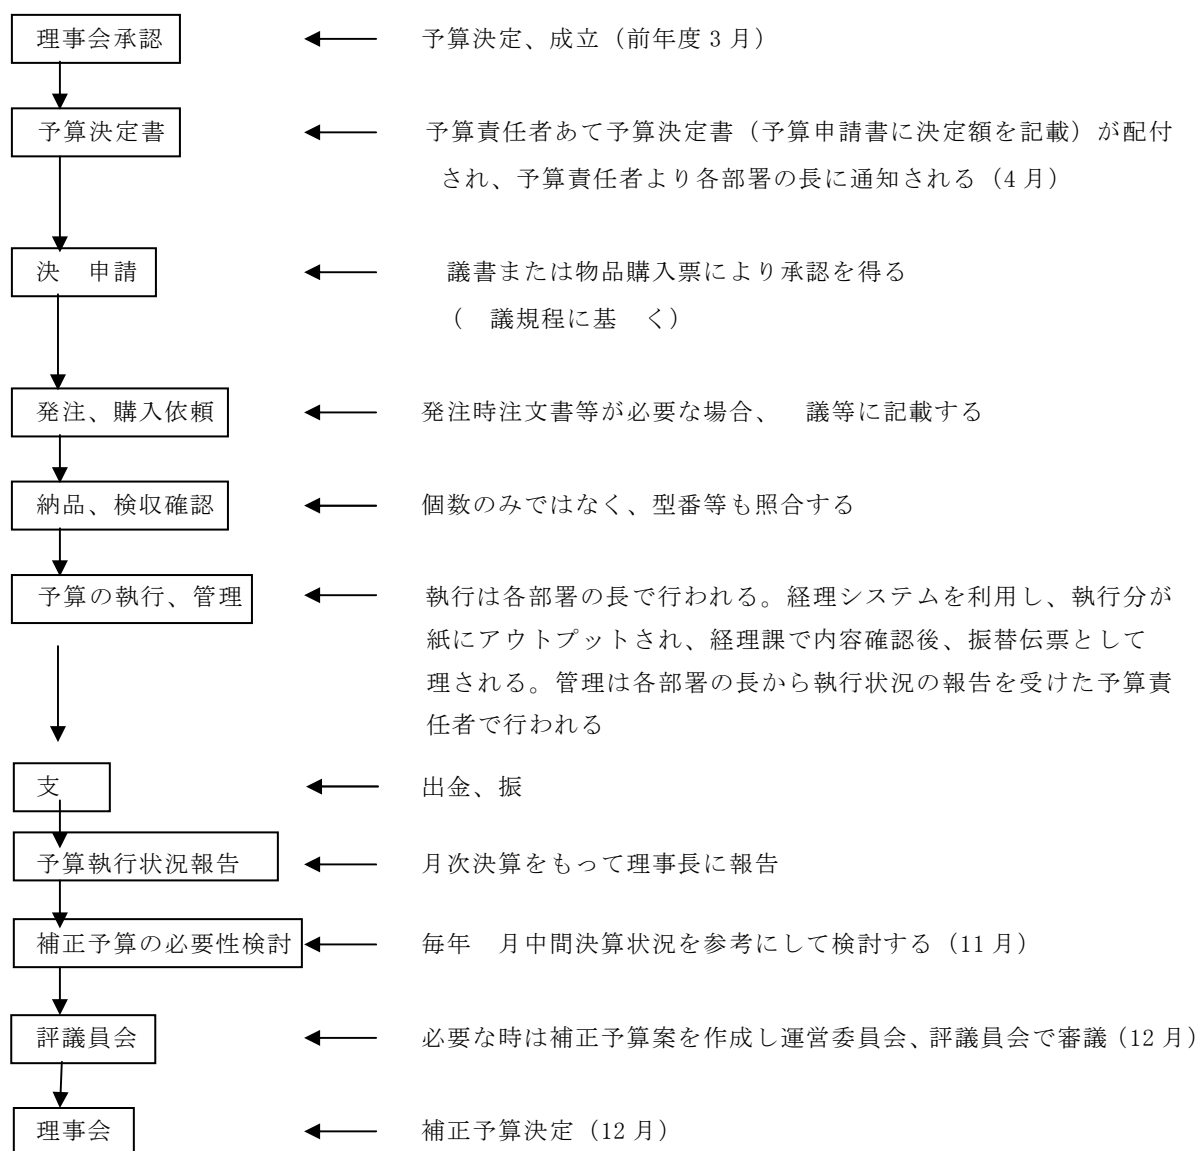 理事会承認 予算決定、成立（前年度3月）
予算決定書 予算責任者あて予算決定書（予算申請書に決定額を記載）が配付
され、予算責任者より各部署の長に通知される（4月）
決　申請 　議書または物品購入票により承認を得る
（　議規程に基　く）
発注、購入依頼 発注時注文書等が必要な場合、　議等に記載する
納品、検収確認 個数のみではなく、型番等も照合する
予算の執行、管理 執行は各部署の長で行われる。経理システムを利用し、執行分が
紙にアウトプットされ、経理課で内容確認後、振替伝票として
理される。管理は各部署の長から執行状況の報告を受けた予算責
任者で行われる
支 出金、振
予算執行状況報告 月次決算をもって理事長に報告
補正予算の必要性検討 毎年　月中間決算状況を参考にして検討する（11月）
評議員会 必要な時は補正予算案を作成し運営委員会、評議員会で審議（12月）
理事会 補正予算決定（12月）